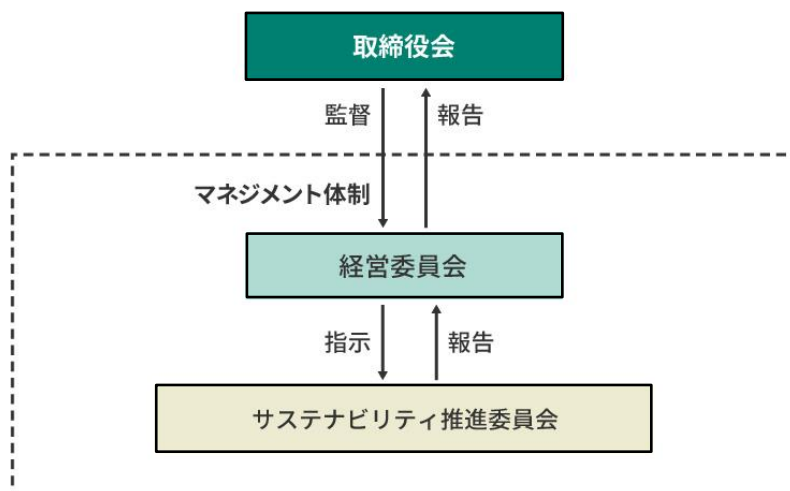 取締役会
監督
報告
マネジメント体制
経営委員会
指示
報告
サステナビリティ推進委員会